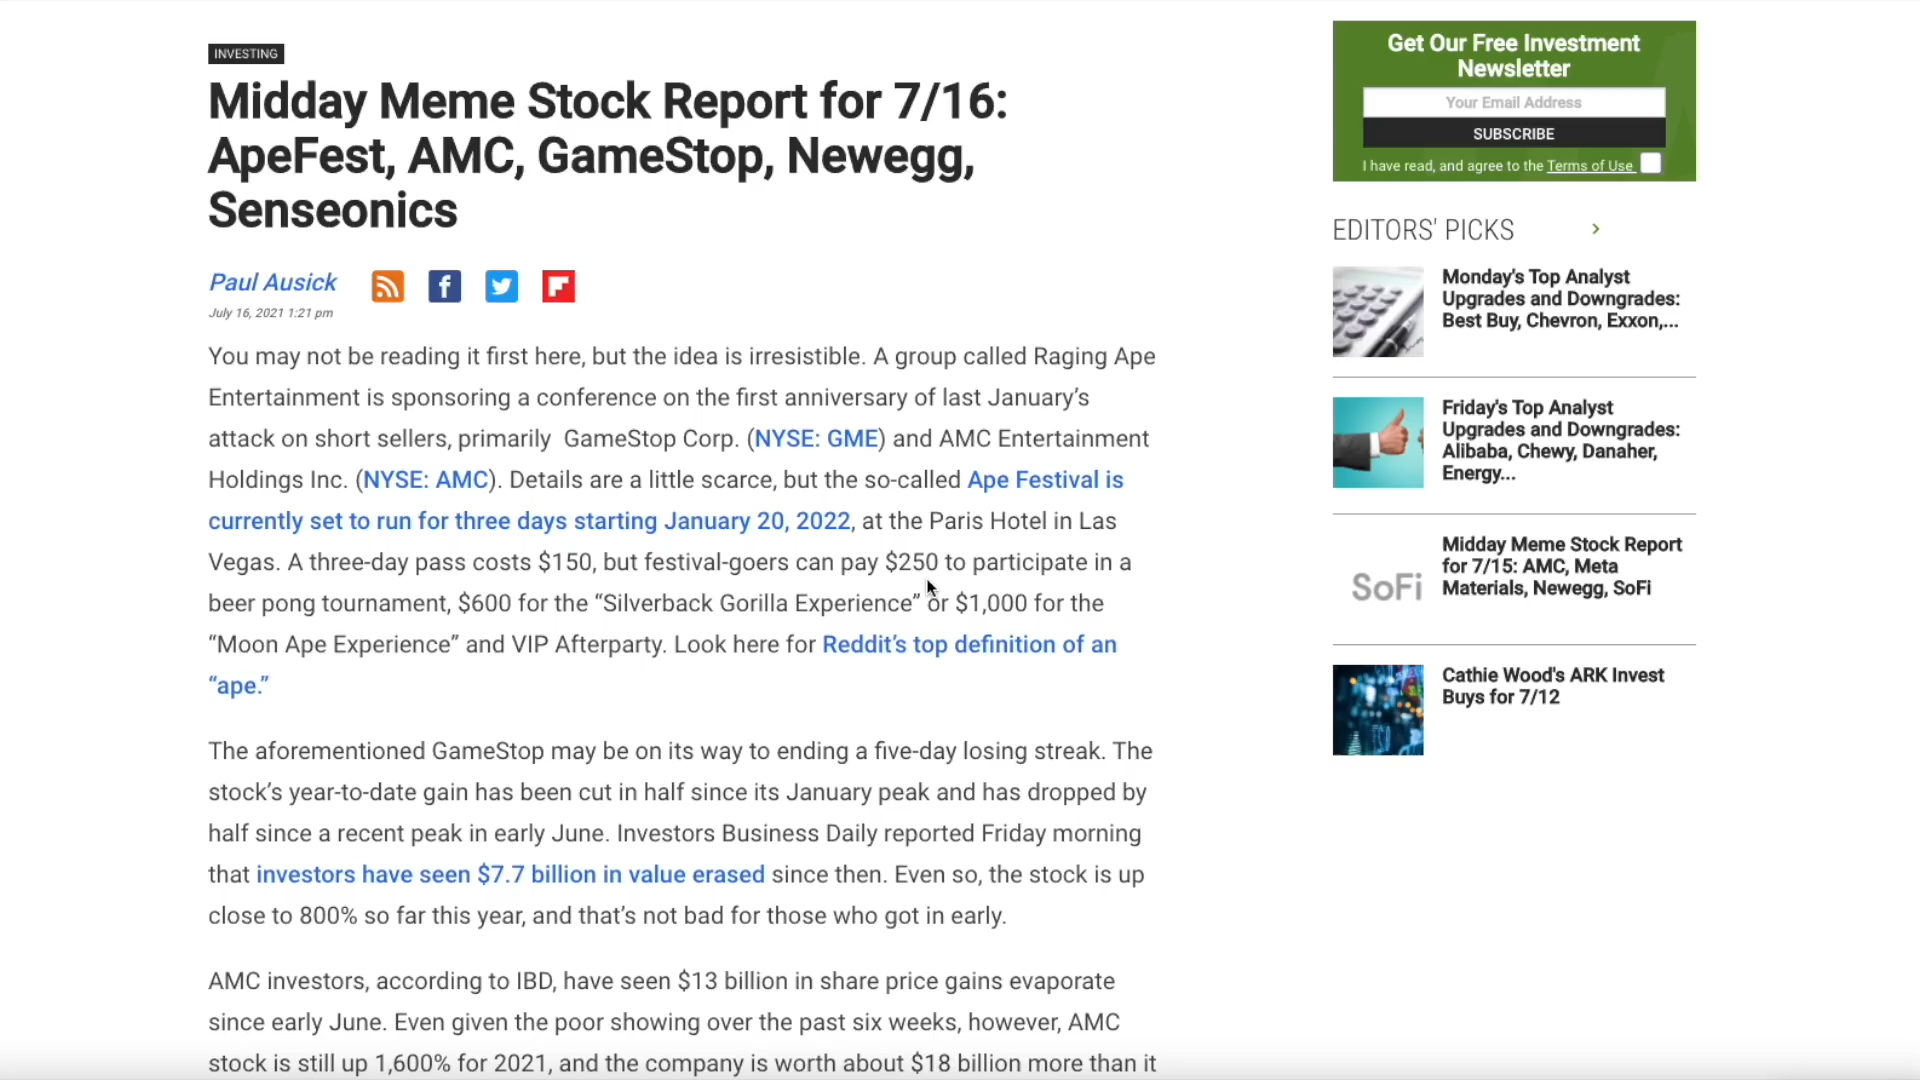 INVESTING
Midday Meme Stock Report for 7/16:
ApeFest, AMC, GameStop, Newegg,
Senseonics
Paul Ausick
July 16, 2021 1:21 pm
You may not be reading it first here, but the idea is irresistible. A group called Raging Ape
Entertainment is sponsoring a conference on the first anniversary of last January’s
attack on short sellers, primarily  GameStop Corp. (NYSE: GME) and AMC Entertainment
Holdings Inc. (NYSE: AMC). Details are a little scarce, but the so-called Ape Festival is
currently set to run for three days starting January 20, 2022, at the Paris Hotel in Las
Vegas. A three-day pass costs $150, but festival-goers can pay $250 to participate in a
beer pong tournament, $600 for the “Silverback Gorilla Experience” or $1,000 for the
“Moon Ape Experience” and VIP Afterparty. Look here for Reddit’s top definition of an
“ape.”
The aforementioned GameStop may be on its way to ending a five-day losing streak. The
stock’s year-to-date gain has been cut in half since its January peak and has dropped by
half since a recent peak in early June. Investors Business Daily reported Friday morning
that investors have seen $7.7 billion in value erased since then. Even so, the stock is up
close to 800% so far this year, and that’s not bad for those who got in early.
AMC investors, according to IBD, have seen $13 billion in share price gains evaporate
since early June. Even given the poor showing over the past six weeks, however, AMC
stock is still up 1,600% for 2021, and the company is worth about $18 billion more than it
Get Our Free Investment
Newsletter
Your Email Address
SUBSCRIBE
I have read, and agree to the Terms of Use
EDITORS' PICKS
Monday's Top Analyst
Upgrades and Downgrades:
Best Buy, Chevron, Exxon,...
Friday's Top Analyst
Upgrades and Downgrades:
Alibaba, Chewy, Danaher,
Energy...
SoFi
Midday Meme Stock Report
for 7/15: AMC, Meta
Materials, Newegg, SoFi
Cathie Wood's ARK Invest
Buys for 7/12